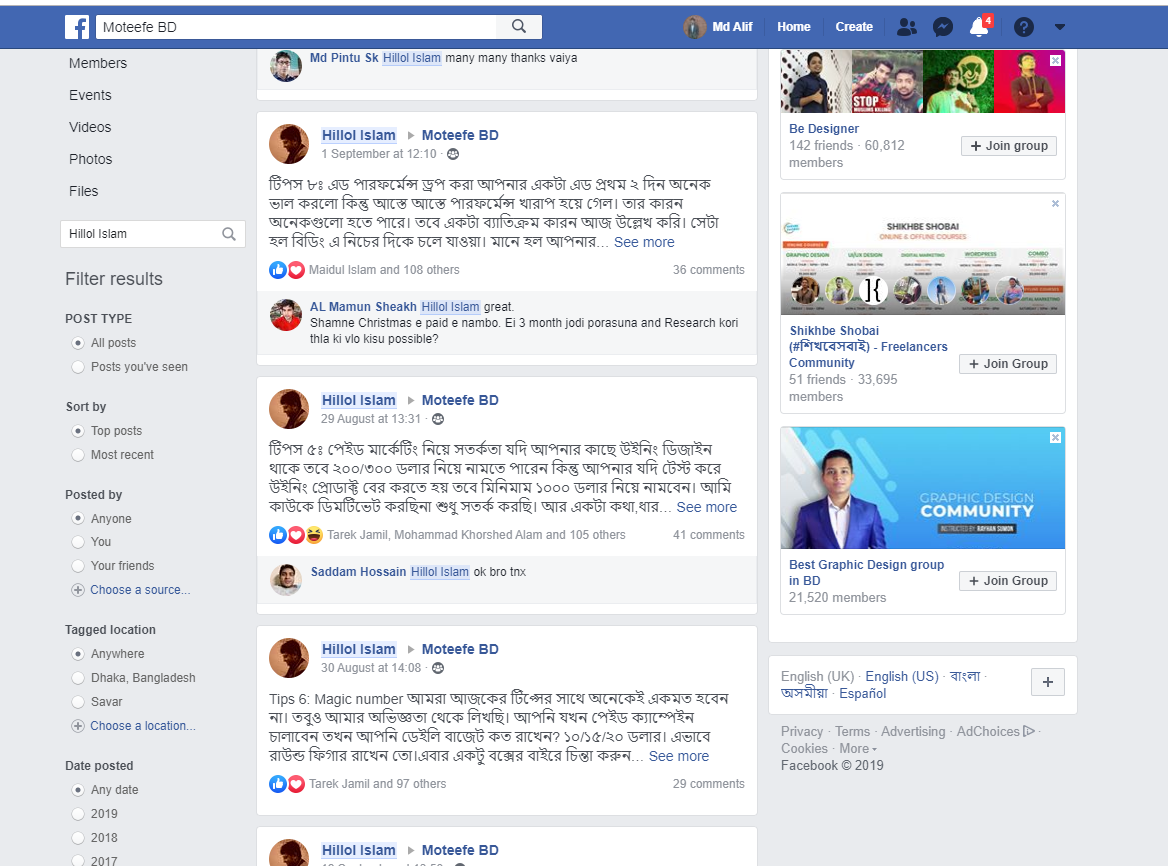 Moteefe BD
Md Alif
Home
Create
4
Members
Events
Videos
Photos
Files
Hillol Islam
Filter results
POST TYPE
All posts
Posts you've seen
Sort by
Top posts
Most recent
Posted by
Anyone
You
Your friends
Choose a source...
Tagged location
Anywhere
Dhaka, Bangladesh
Savar
Choose a location...
Date posted
Any date
2019
2018
2017
Md Pintu Sk Hillol Islam many many thanks vaiya
Hillol Islam Moteefe BD
1 September at 12:10 ·
টিপস ৮ঃ এড পারফর্মেন্স ড্রপ করা আপনার একটা এড প্রথম ২ দিন অনেক
ভাল করলো কিন্তু আস্তে আস্তে পারফর্মেন্স খারাপ হয়ে গেল। তার কারন
অনেকগুলো হতে পারে। তবে একটা ব্যাতিক্রম কারন আজ উল্লেখ করি। সেটা
হল বিডিং এ নিচের দিকে চলে যাওয়া। মানে হল আপনার... See more
Maidul Islam and 108 others
36 comments
AL Mamun Sheakh Hillol Islam great.
Shamne Christmas e paid e nambo. Ei 3 month jodi porasuna and Research kori
thla ki vlo kisu possible?
Hillol Islam Moteefe BD
29 August at 13:31 ·
টিপস ৫ঃ পেইড মার্কেটিং নিয়ে সতর্কতা যদি আপনার কাছে উইনিং ডিজাইন
থাকে তবে ২০০/৩০০ ডলার নিয়ে নামতে পারেন কিন্তু আপনার যদি টেস্ট করে
উইনিং প্রোডাক্ট বের করতে হয় তবে মিনিমাম ১০০০ ডলার নিয়ে নামবেন। আমি
কাউকে ডিমটিভেট করছিনা শুধু সতর্ক করছি। আর একটা কথা,ধার... See more
Tarek Jamil, Mohammad Khorshed Alam and 105 others
41 comments
Saddam Hossain Hillol Islam ok bro tnx
Hillol Islam Moteefe BD
30 August at 14:08 ·
Tips 6: Magic number আমরা আজকের টিপ্সের সাথে অনেকেই একমত হবেন
না। তবুও আমার অভিজ্ঞতা থেকে লিখছি। আপনি যখন পেইড ক্যাম্পেইন
চালাবেন তখন আপনি ডেইলি বাজেট কত রাখেন? ১০/১৫/২০ ডলার। এভাবে
রাউন্ড ফিগার রাখেন তো।এবার একটু বক্সের বাইরে চিন্তা করুন... See more
Tarek Jamil and 97 others
29 comments
Hillol Islam Moteefe BD
STOP
MUSLIMS KILLING
Be Designer
142 friends · 60,812
members
Join group
SHIKHBE SHOBAI
ONLINE & OFFLINE COURSES
GRAPHIC DESIGN
UI/UX DESIGN
DIGITAL MARKETING
WORDPRESS
COMBO
Shikhbe Shobai
(#শিখবেসবাই) - Freelancers
Community
51 friends · 33,695
members
Join Group
GRAPHIC DESIGN
COMMUNITY
INSTRUCTED BY: RAYHAN SUMON
Best Graphic Design group
in BD
21,520 members
Join Group
English (UK) · English (US) · বাংলা ·
অসমীয়া · Español
Privacy · Terms · Advertising · AdChoices ·
Cookies · More
Facebook © 2019